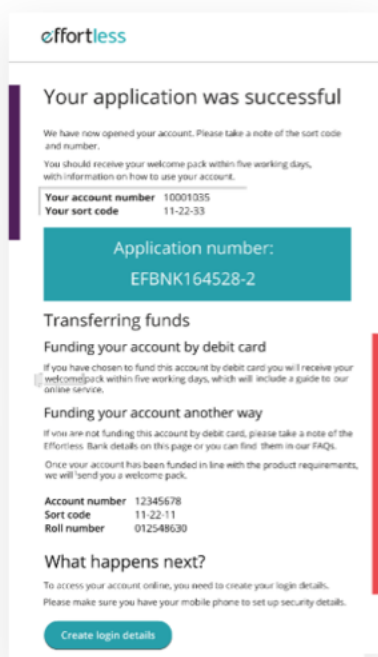 effortless
Your application was successful
We have now opened your account. Please take a note of the sort code
and number.
You should receive your welcome pack within five working days,
with information on how to use your account.
Your account number 10001035
Your sort code 11-22-33
Application number:
EFBNK164528-2
Transferring funds
Funding your account by debit card
If you have chosen to fund this account by debit card you will receive your
welcome pack within five working days, which will include a guide to our
online service.
Funding your account another way
If you are not funding this account by debit card, please take a note of the
Effortless Bank details on this page or you can find them in our FAQs.
Once your account has been funded in line with the product requirements,
we will send you a welcome pack.
Account number 12345678
Sort code 11-22-11
Roll number 012548630
What happens next?
To access your account online, you need to create your login details.
Please make sure you have your mobile phone to set up security details.
Create login details